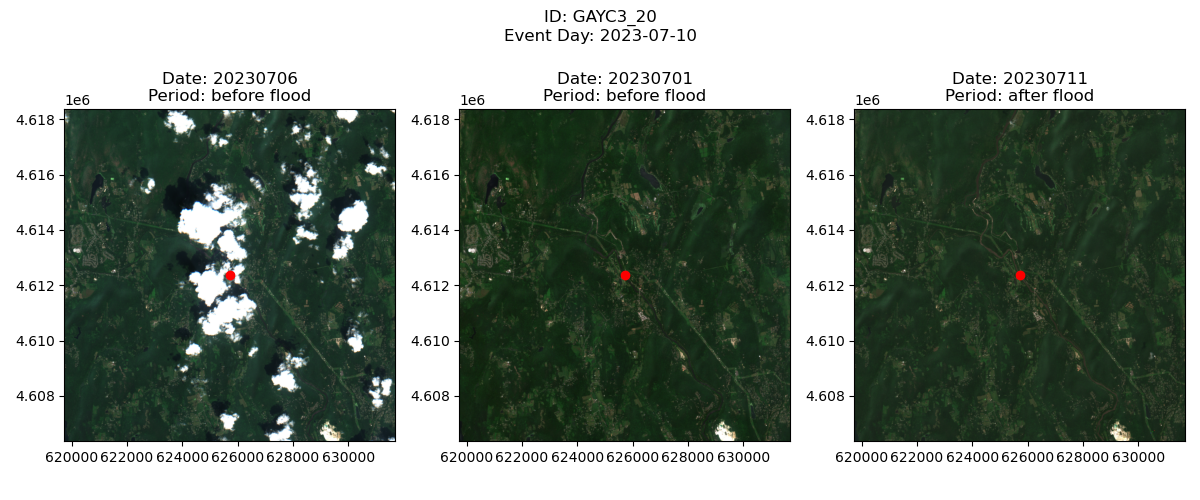 ID: GAYC3_20
Event Day: 2023-07-10
Date: 20230706
Period: before flood
Date: 20230701
Period: before flood
Date: 20230711
Period: after flood
1e6
1e6
1e6
4.618
4.616
4.614
4.612
4.610
4.608
4.618
4.616
4.614
4.612
4.610
4.608
4.618
4.616
4.614
4.612
4.610
4.608
620000 622000 624000 626000 628000 630000
620000 622000 624000 626000 628000 630000
620000 622000 624000 626000 628000 630000